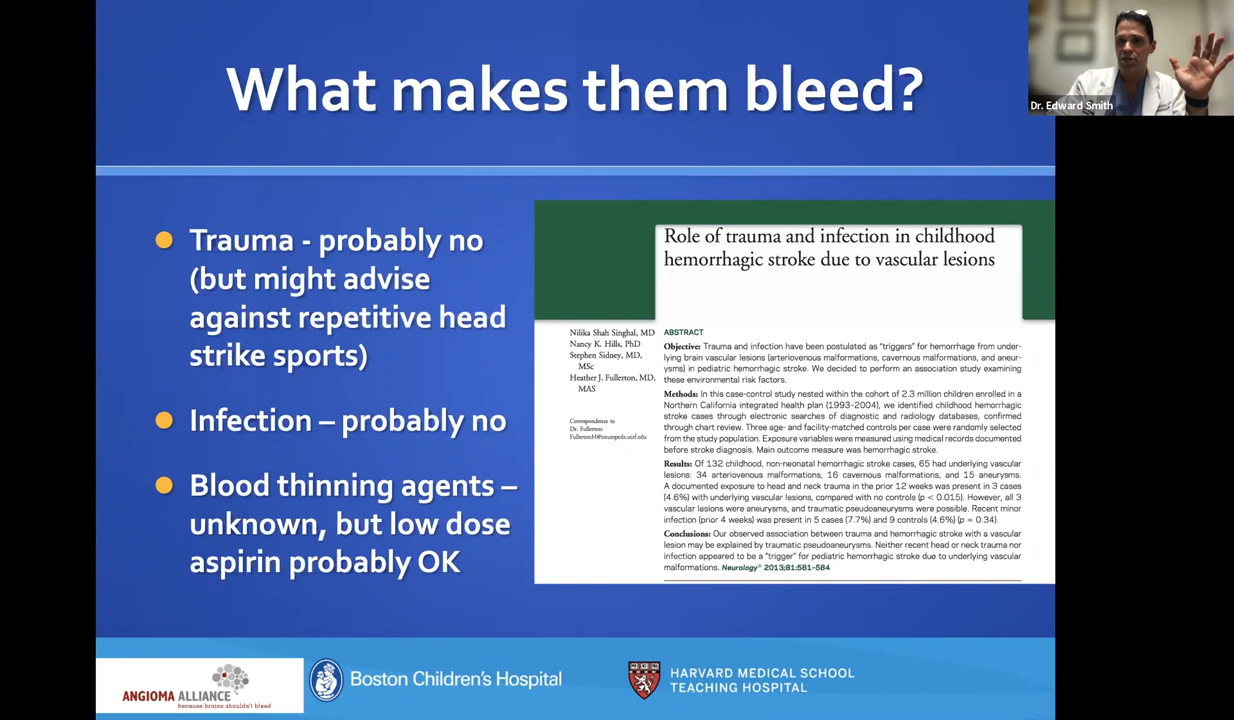 What makes them bleed?
Dr. Edward Smith
Trauma - probably no
(but might advise
against repetitive head
strike sports)
Infection – probably no
Blood thinning agents –
unknown, but low dose
aspirin probably OK
Role of trauma and infection in childhood
hemorrhagic stroke due to vascular lesions
Nilika Shah Singhal, MD
Nancy K. Hills, PhD
Stephen Sidney, MD,
MSc
Heather J. Fullerton, MD,
MAS
Correspondence to
Dr. Fullerton:
FullertonH@neuropeds.ucsf.edu
ABSTRACT
Objective: Trauma and infection have been postulated as “triggers” for hemorrhage from under-
lying brain vascular lesions (arteriovenous malformations, cavernous malformations, and aneur-
ysms) in pediatric hemorrhagic stroke. We decided to perform an association study examining
these environmental risk factors.
Methods: In this case-control study nested within the cohort of 2.3 million children enrolled in a
Northern California integrated health plan (1993–2004), we identified childhood hemorrhagic
stroke cases through electronic searches of diagnostic and radiology databases, confirmed
through chart review. Three age- and facility-matched controls per case were randomly selected
from the study population. Exposure variables were measured using medical records documented
before stroke diagnosis. Main outcome measure was hemorrhagic stroke.
Results: Of 132 childhood, non-neonatal hemorrhagic stroke cases, 65 had underlying vascular
lesions: 34 arteriovenous malformations, 16 cavernous malformations, and 15 aneurysms.
A documented exposure to head and neck trauma in the prior 12 weeks was present in 3 cases
(4.6%) with underlying vascular lesions, compared with no controls (p < 0.015). However, all 3
vascular lesions were aneurysms, and traumatic pseudoaneurysms were possible. Recent minor
infection (prior 4 weeks) was present in 5 cases (7.7%) and 9 controls (4.6%) (p = 0.34).
Conclusions: Our observed association between trauma and hemorrhagic stroke with a vascular
lesion may be explained by traumatic pseudoaneurysms. Neither recent head or neck trauma nor
infection appeared to be a “trigger” for pediatric hemorrhagic stroke due to underlying vascular
malformations. Neurology® 2013;81:581–584
ANGIOMA ALLIANCE
because brains shouldn't bleed
Boston Children's Hospital
HARVARD MEDICAL SCHOOL
TEACHING HOSPITAL